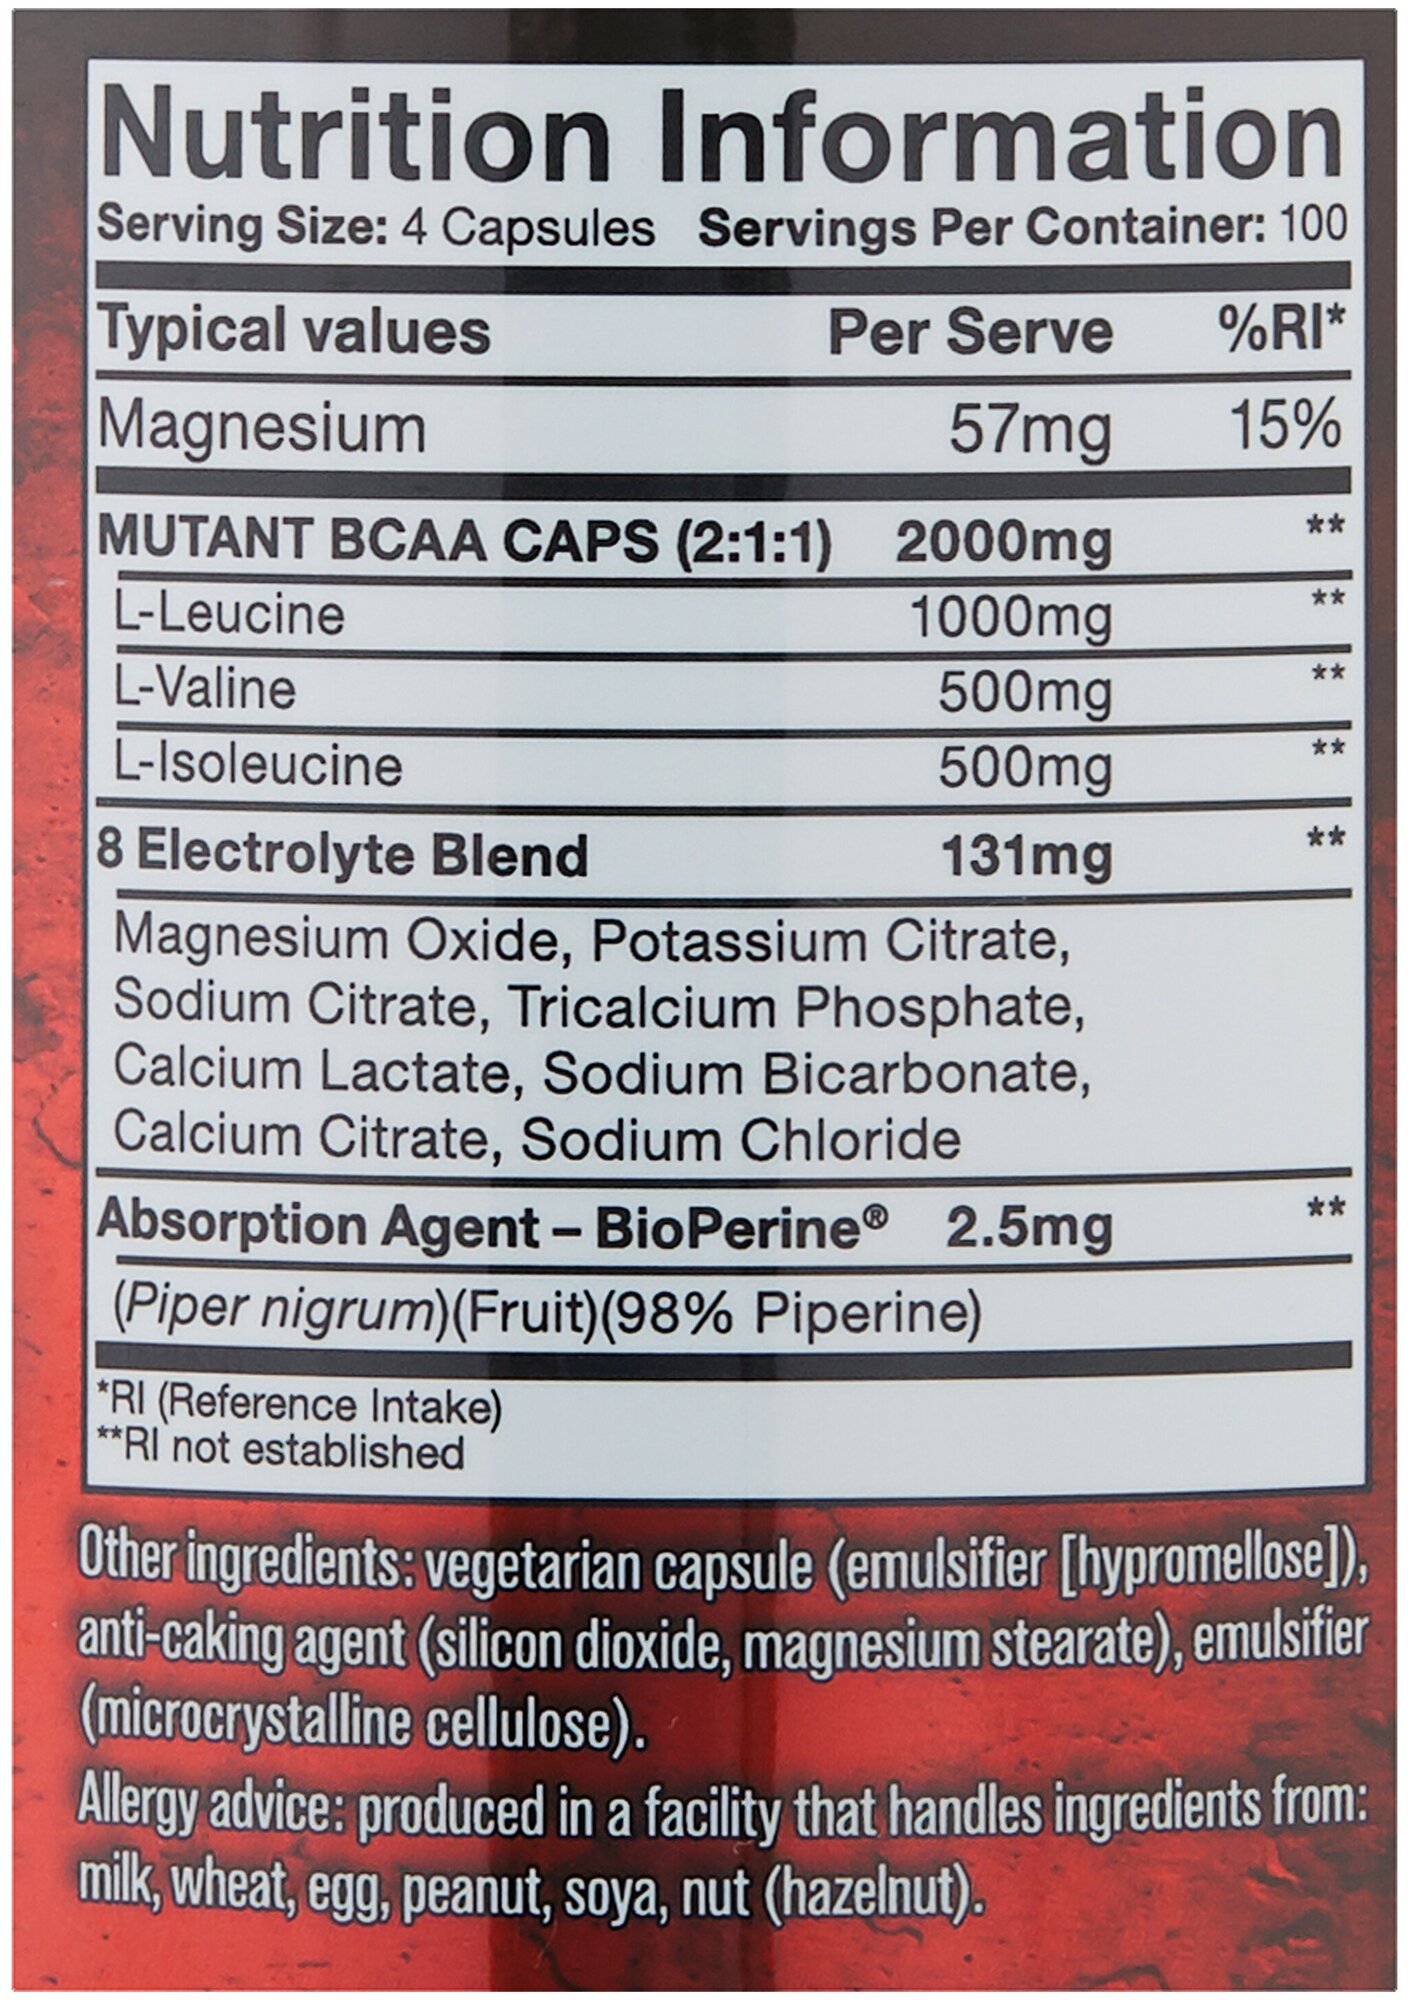 Nutrition Information
Serving Size: 4 Capsules Servings Per Container: 100
Typical values Per Serve %RI*
Magnesium 57mg 15%
MUTANT BCAA CAPS (2:1:1) 2000mg **
L-Leucine 1000mg **
L-Valine 500mg **
L-Isoleucine 500mg **
8 Electrolyte Blend 131mg **
Magnesium Oxide, Potassium Citrate,
Sodium Citrate, Tricalcium Phosphate,
Calcium Lactate, Sodium Bicarbonate,
Calcium Citrate, Sodium Chloride
Absorption Agent – BioPerine® 2.5mg **
(Piper nigrum)(Fruit)(98% Piperine)
*RI (Reference Intake)
**RI not established
Other ingredients: vegetarian capsule (emulsifier [hypromellose]),
anti-caking agent (silicon dioxide, magnesium stearate), emulsifier
(microcrystalline cellulose).
Allergy advice: produced in a facility that handles ingredients from:
milk, wheat, egg, peanut, soya, nut (hazelnut).